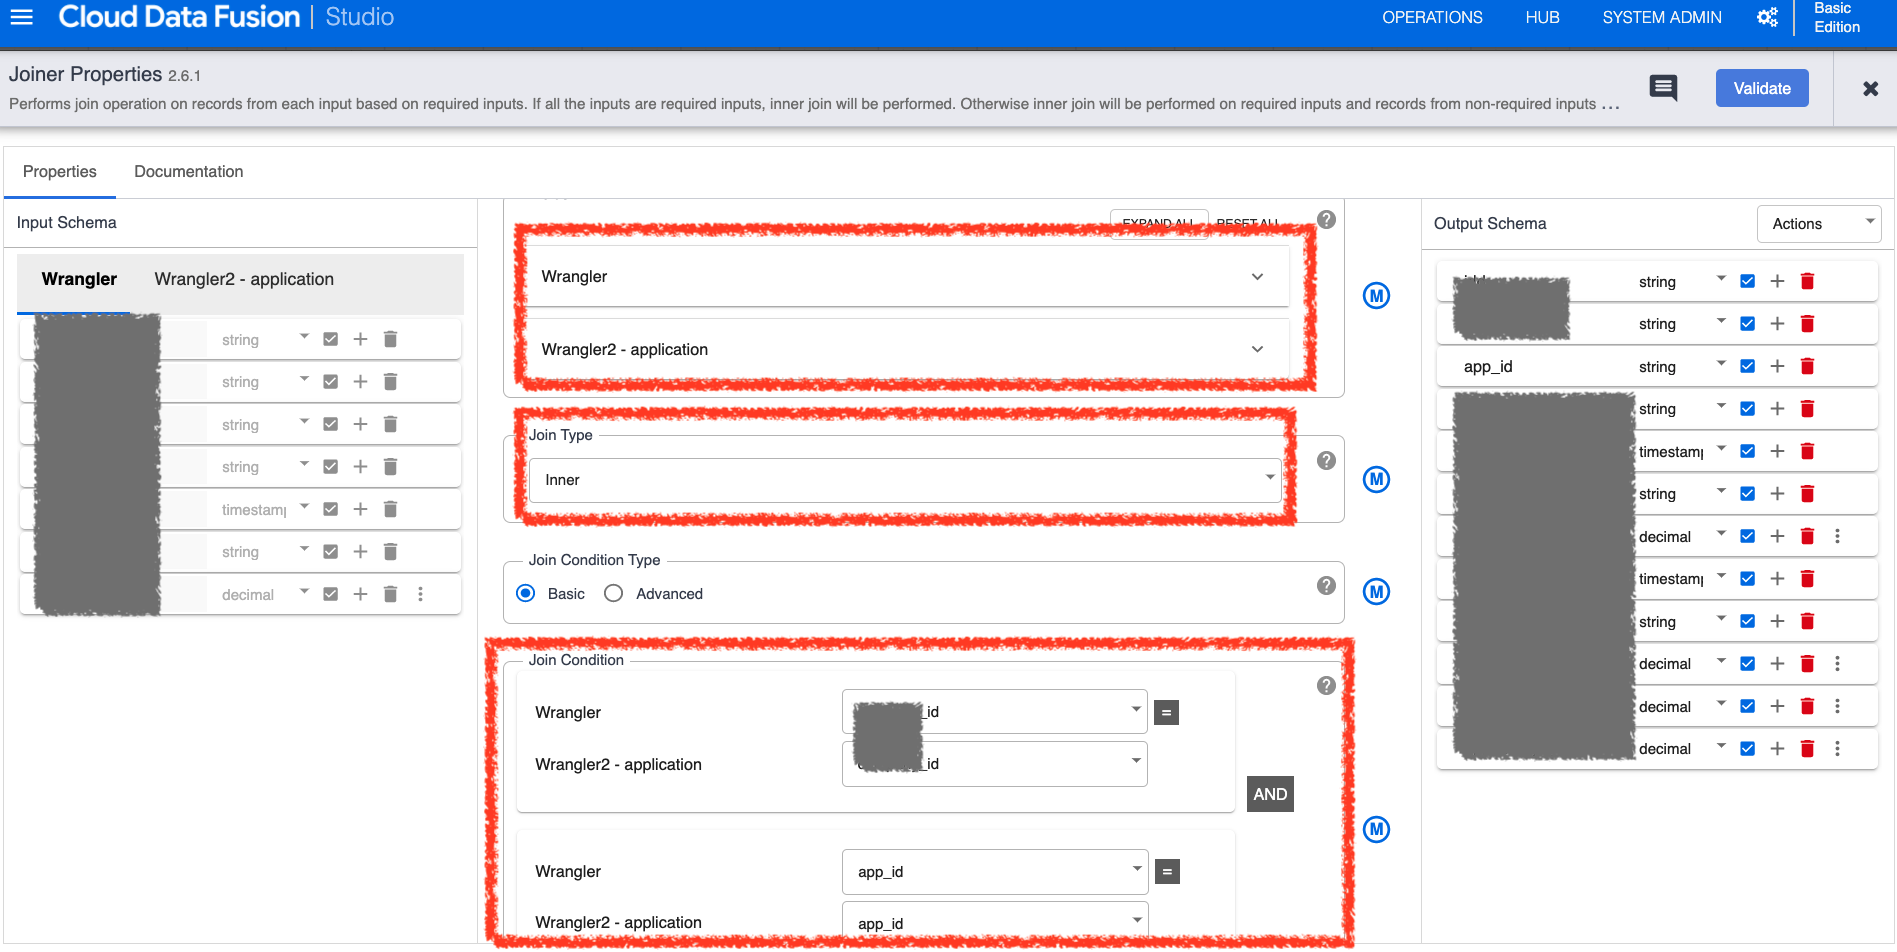 Cloud Data Fusion | Studio
OPERATIONS
HUB
SYSTEM ADMIN
Basic
Edition
Joiner Properties 2.6.1
Performs join operation on records from each input based on required inputs. If all the inputs are required inputs, inner join will be performed. Otherwise inner join will be performed on required inputs and records from non-required inputs ...
Validate
Properties
Documentation
Input Schema
Wrangler
Wrangler2 - application
string
string
string
string
timestamp
string
decimal
EXPAND ALL
RESET ALL
Wrangler
Wrangler2 - application
M
Join Type
Inner
M
Join Condition Type
Basic
Advanced
M
Join Condition
Wrangler
_id
=
Wrangler2 - application
_id
AND
M
Wrangler
app_id
=
Wrangler2 - application
app_id
Output Schema
Actions
string
string
app_id
string
string
timestamp
string
decimal
timestamp
string
decimal
decimal
decimal